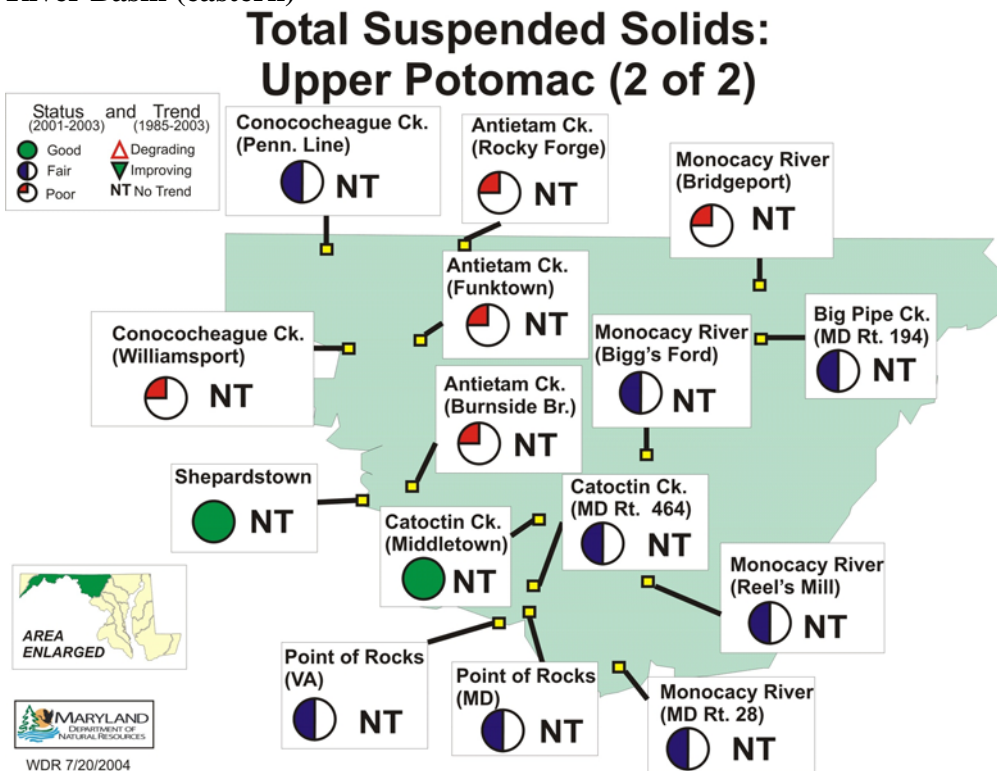 River Basin (eastern)
Total Suspended Solids:
Upper Potomac (2 of 2)
Status and Trend
(2001-2003) (1985-2003)
Good Degrading
Fair Improving
Poor NT No Trend
Conococheague Ck.
(Penn. Line)
NT
Antietam Ck.
(Rocky Forge)
NT
Monocacy River
(Bridgeport)
NT
Antietam Ck.
(Funktown)
NT
Conococheague Ck.
(Williamsport)
NT
Monocacy River
(Bigg's Ford)
NT
Big Pipe Ck.
(MD Rt. 194)
NT
Antietam Ck.
(Burnside Br.)
NT
Shepardstown
NT
Catoctin Ck.
(Middletown)
NT
Catoctin Ck.
(MD Rt. 464)
NT
Monocacy River
(Reel's Mill)
NT
AREA
ENLARGED
Point of Rocks
(VA)
NT
Point of Rocks
(MD)
NT
Monocacy River
(MD Rt. 28)
NT
MARYLAND
DEPARTMENT OF
NATURAL RESOURCES
WDR 7/20/2004